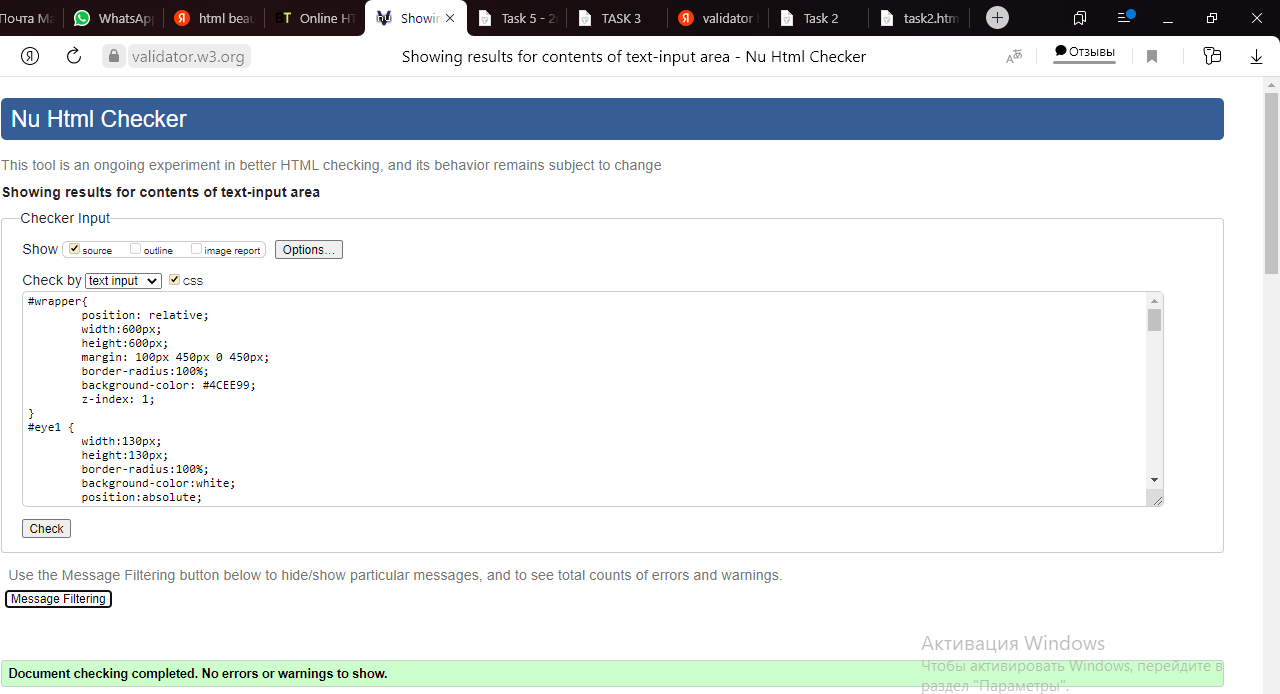 Почта Ma
WhatsApp
html beau
Online HT
Showin
Task 5 - 2
TASK 3
validator
Task 2
task2.htm
validator.w3.org
Showing results for contents of text-input area - Nu Html Checker
Отзывы
Nu Html Checker
This tool is an ongoing experiment in better HTML checking, and its behavior remains subject to change
Showing results for contents of text-input area
Checker Input
Show source outline image report Options...
Check by text input css
#wrapper{
position: relative;
width:600px;
height:600px;
margin: 100px 450px 0 450px;
border-radius:100%;
background-color: #4CEE99;
z-index: 1;
}
#eye1 {
width:130px;
height:130px;
border-radius:100%;
background-color:white;
position:absolute;
Check
Use the Message Filtering button below to hide/show particular messages, and to see total counts of errors and warnings.
Message Filtering
Document checking completed. No errors or warnings to show.
Активация Windows
Чтобы активировать Windows, перейдите в
раздел "Параметры".